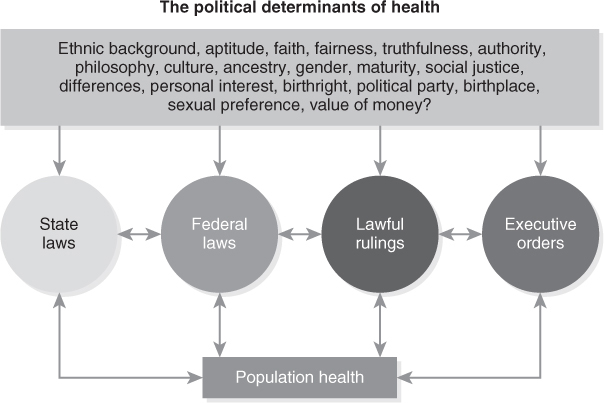 The political determinants of health
Ethnic background, aptitude, faith, fairness, truthfulness, authority,
philosophy, culture, ancestry, gender, maturity, social justice,
differences, personal interest, birthright, political party, birthplace,
sexual preference, value of money?
State
laws
Federal
laws
Lawful
rulings
Executive
orders
Population health